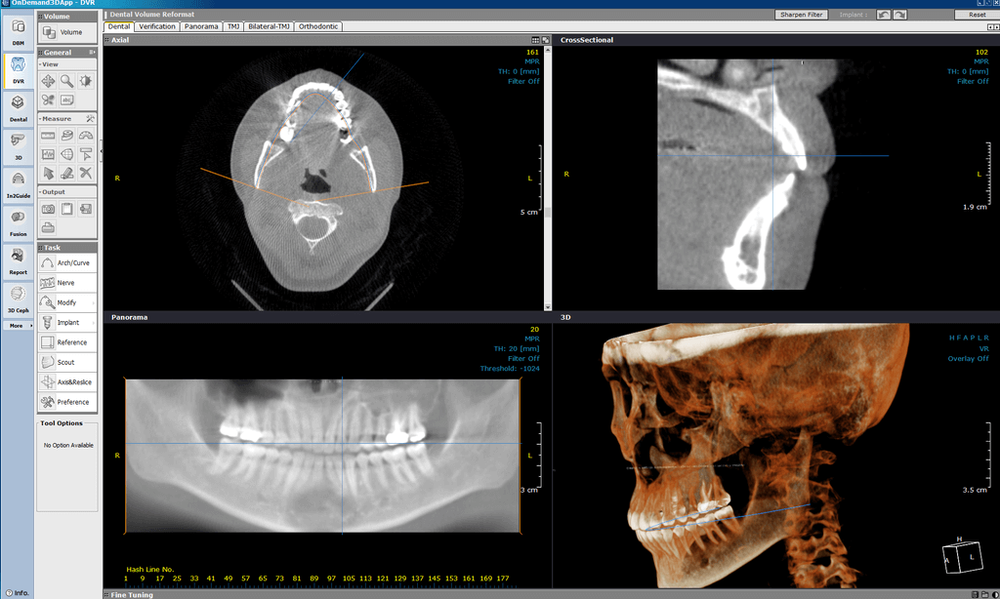 OnDemand3DApp - DVR
DBM
DVR
Dental
3D
In2Guide
Fusion
Report
3D Ceph
More
Info.
Volume
Volume
General
View
Measure
Output
Task
Arch/Curve
Nerve
Modify
Implant
Reference
Scout
Axis&Reslice
Preference
Tool Options
No Option Available
Dental Volume Reformat
Sharpen Filter
Implant :
Reset
Dental
Verification
Panorama
TMJ
Bilateral-TMJ
Orthodontic
Axial
161
MPR
TH: 0 [mm]
Filter Off
R
L
5 cm
CrossSectional
102
MPR
TH: 0 [mm]
Filter Off
R
L
1.9 cm
Panorama
20
MPR
TH: 20 [mm]
Filter Off
Threshold: -1024
R
L
3 cm
Hash Line No.
1 9 17 25 33 41 49 57 65 73 81 89 97 105 113 121 129 137 145 153 161 169 177
3D
H F A P L R
VR
Overlay Off
3.5 cm
H
A
L
Fine Tuning